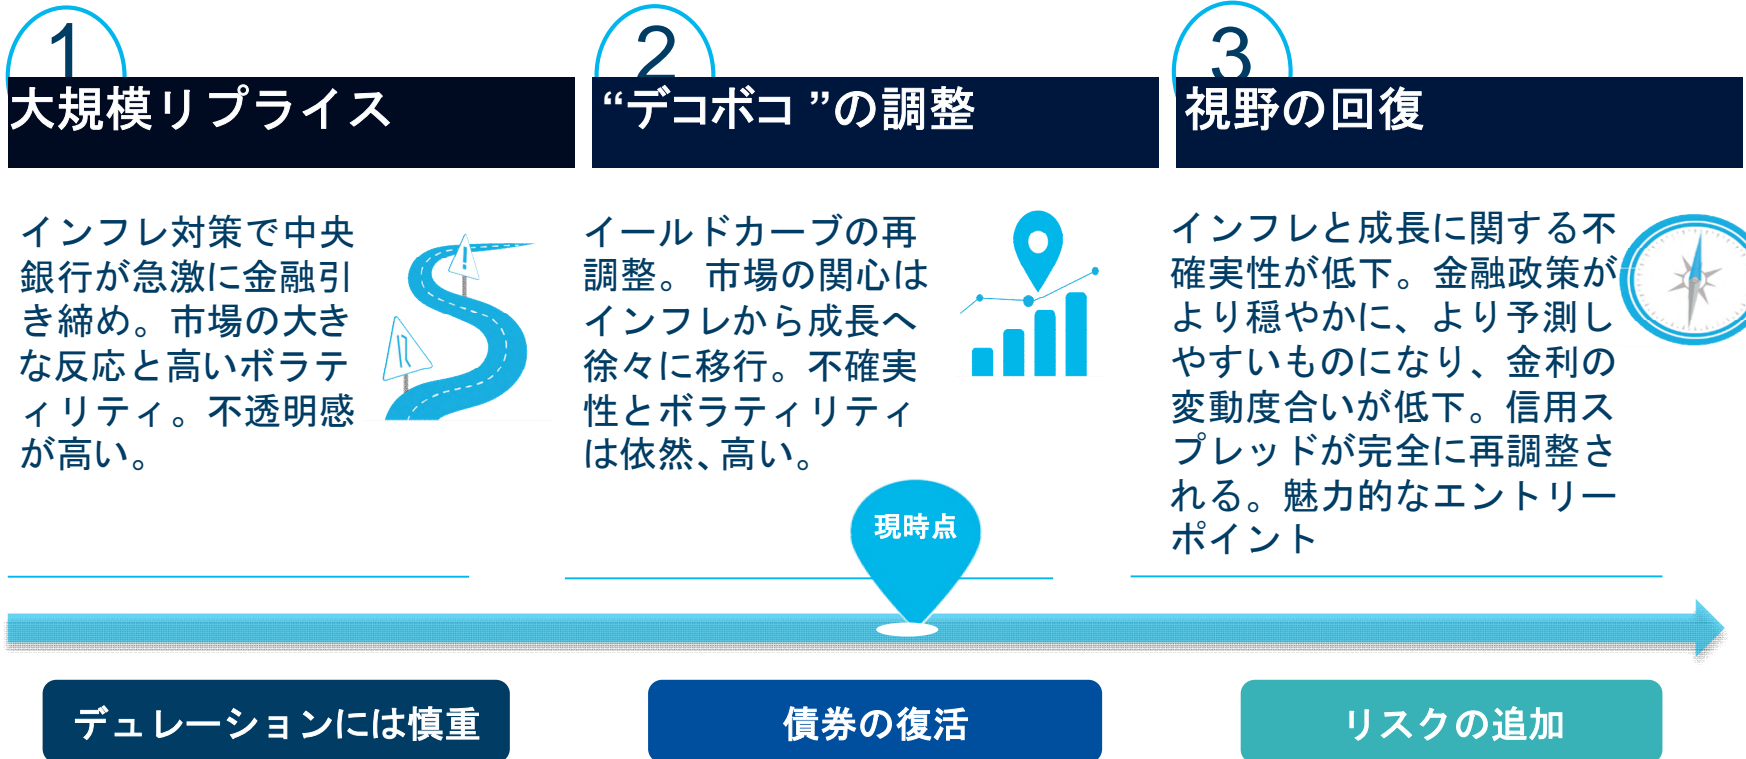 1
大規模リプライス
インフレ対策で中央
銀行が急激に金融引
き締め。市場の大き
な反応と高いボラテ
ィリティ。不透明感
が高い。
2
“デコボコ ”の調整
イールドカーブの再
調整。 市場の関心は
インフレから成長へ
徐々に移行。不確実
性とボラティリティ
は依然、高い。
3
視野の回復
インフレと成長に関する不
確実性が低下。金融政策が
より穏やかに、より予測し
やすいものになり、金利の
変動度合いが低下。信用ス
プレッドが完全に再調整さ
れる。魅力的なエントリー
ポイント
現時点
デュレーションには慎重
債券の復活
リスクの追加